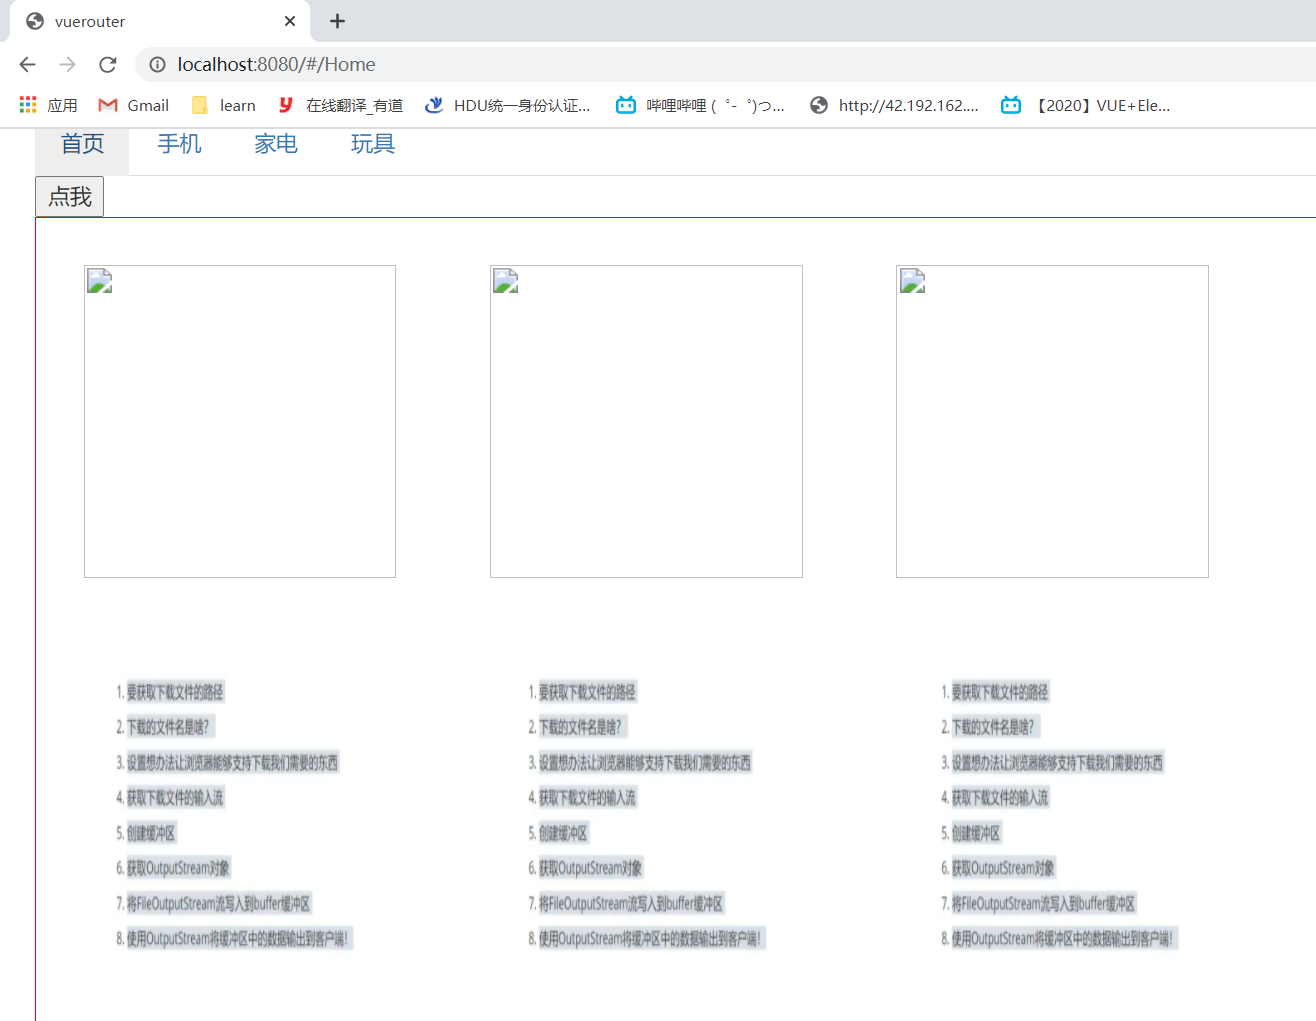 vuerouter
localhost:8080/#/Home
应用 Gmail learn 在线翻译_有道 HDU统一身份认证... 哔哩哔哩 (゜-゜)つ... http://42.192.162.... 【2020】VUE+Ele...
首页 手机 家电 玩具
点我
1. 要获取下载文件的路径 1. 要获取下载文件的路径 1. 要获取下载文件的路径
2. 下载的文件名是啥? 2. 下载的文件名是啥? 2. 下载的文件名是啥?
3. 设置想办法让浏览器能够支持下载我们需要的东西 3. 设置想办法让浏览器能够支持下载我们需要的东西 3. 设置想办法让浏览器能够支持下载我们需要的东西
4. 获取下载文件的输入流 4. 获取下载文件的输入流 4. 获取下载文件的输入流
5. 创建缓冲区 5. 创建缓冲区 5. 创建缓冲区
6. 获取OutputStream对象 6. 获取OutputStream对象 6. 获取OutputStream对象
7. 将FileOutputStream流写入到buffer缓冲区 7. 将FileOutputStream流写入到buffer缓冲区 7. 将FileOutputStream流写入到buffer缓冲区
8. 使用OutputStream将缓冲区中的数据输出到客户端! 8. 使用OutputStream将缓冲区中的数据输出到客户端! 8. 使用OutputStream将缓冲区中的数据输出到客户端!